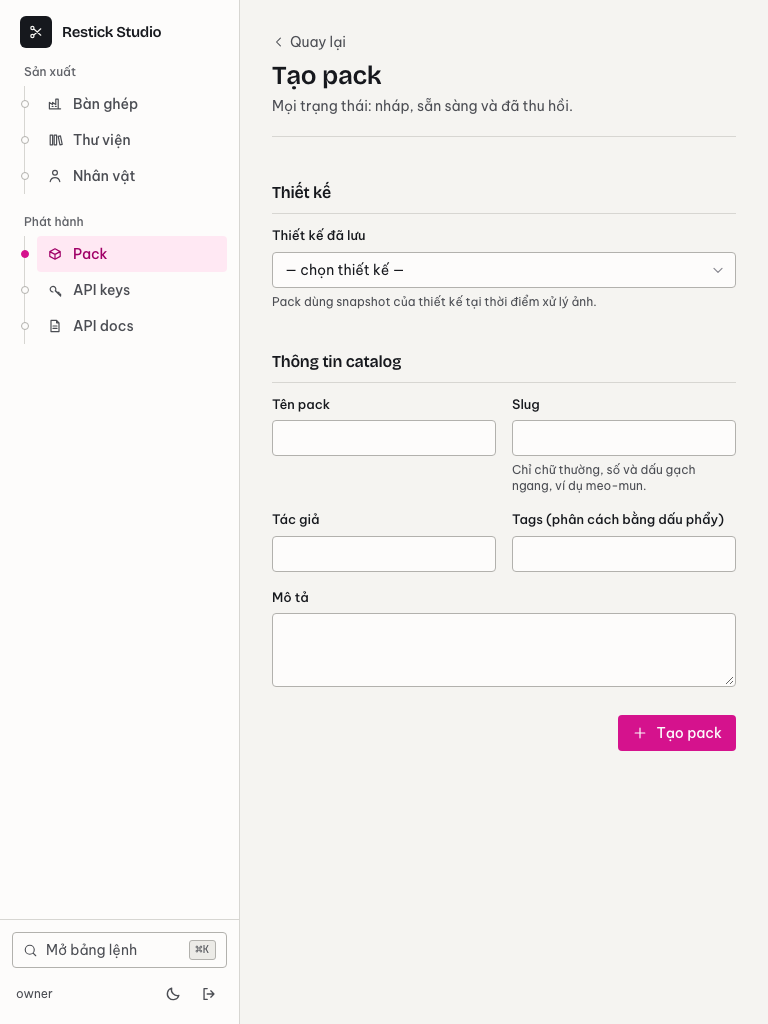 Restick Studio
Sản xuất
Bàn ghép
Thư viện
Nhân vật
Phát hành
Pack
API keys
API docs
Mở bảng lệnh
⌘K
owner
Quay lại
Tạo pack
Mọi trạng thái: nháp, sẵn sàng và đã thu hồi.
Thiết kế
Thiết kế đã lưu
— chọn thiết kế —
Pack dùng snapshot của thiết kế tại thời điểm xử lý ảnh.
Thông tin catalog
Tên pack
Slug
Chỉ chữ thường, số và dấu gạch
ngang, ví dụ meo-mun.
Tác giả
Tags (phân cách bằng dấu phẩy)
Mô tả
Tạo pack